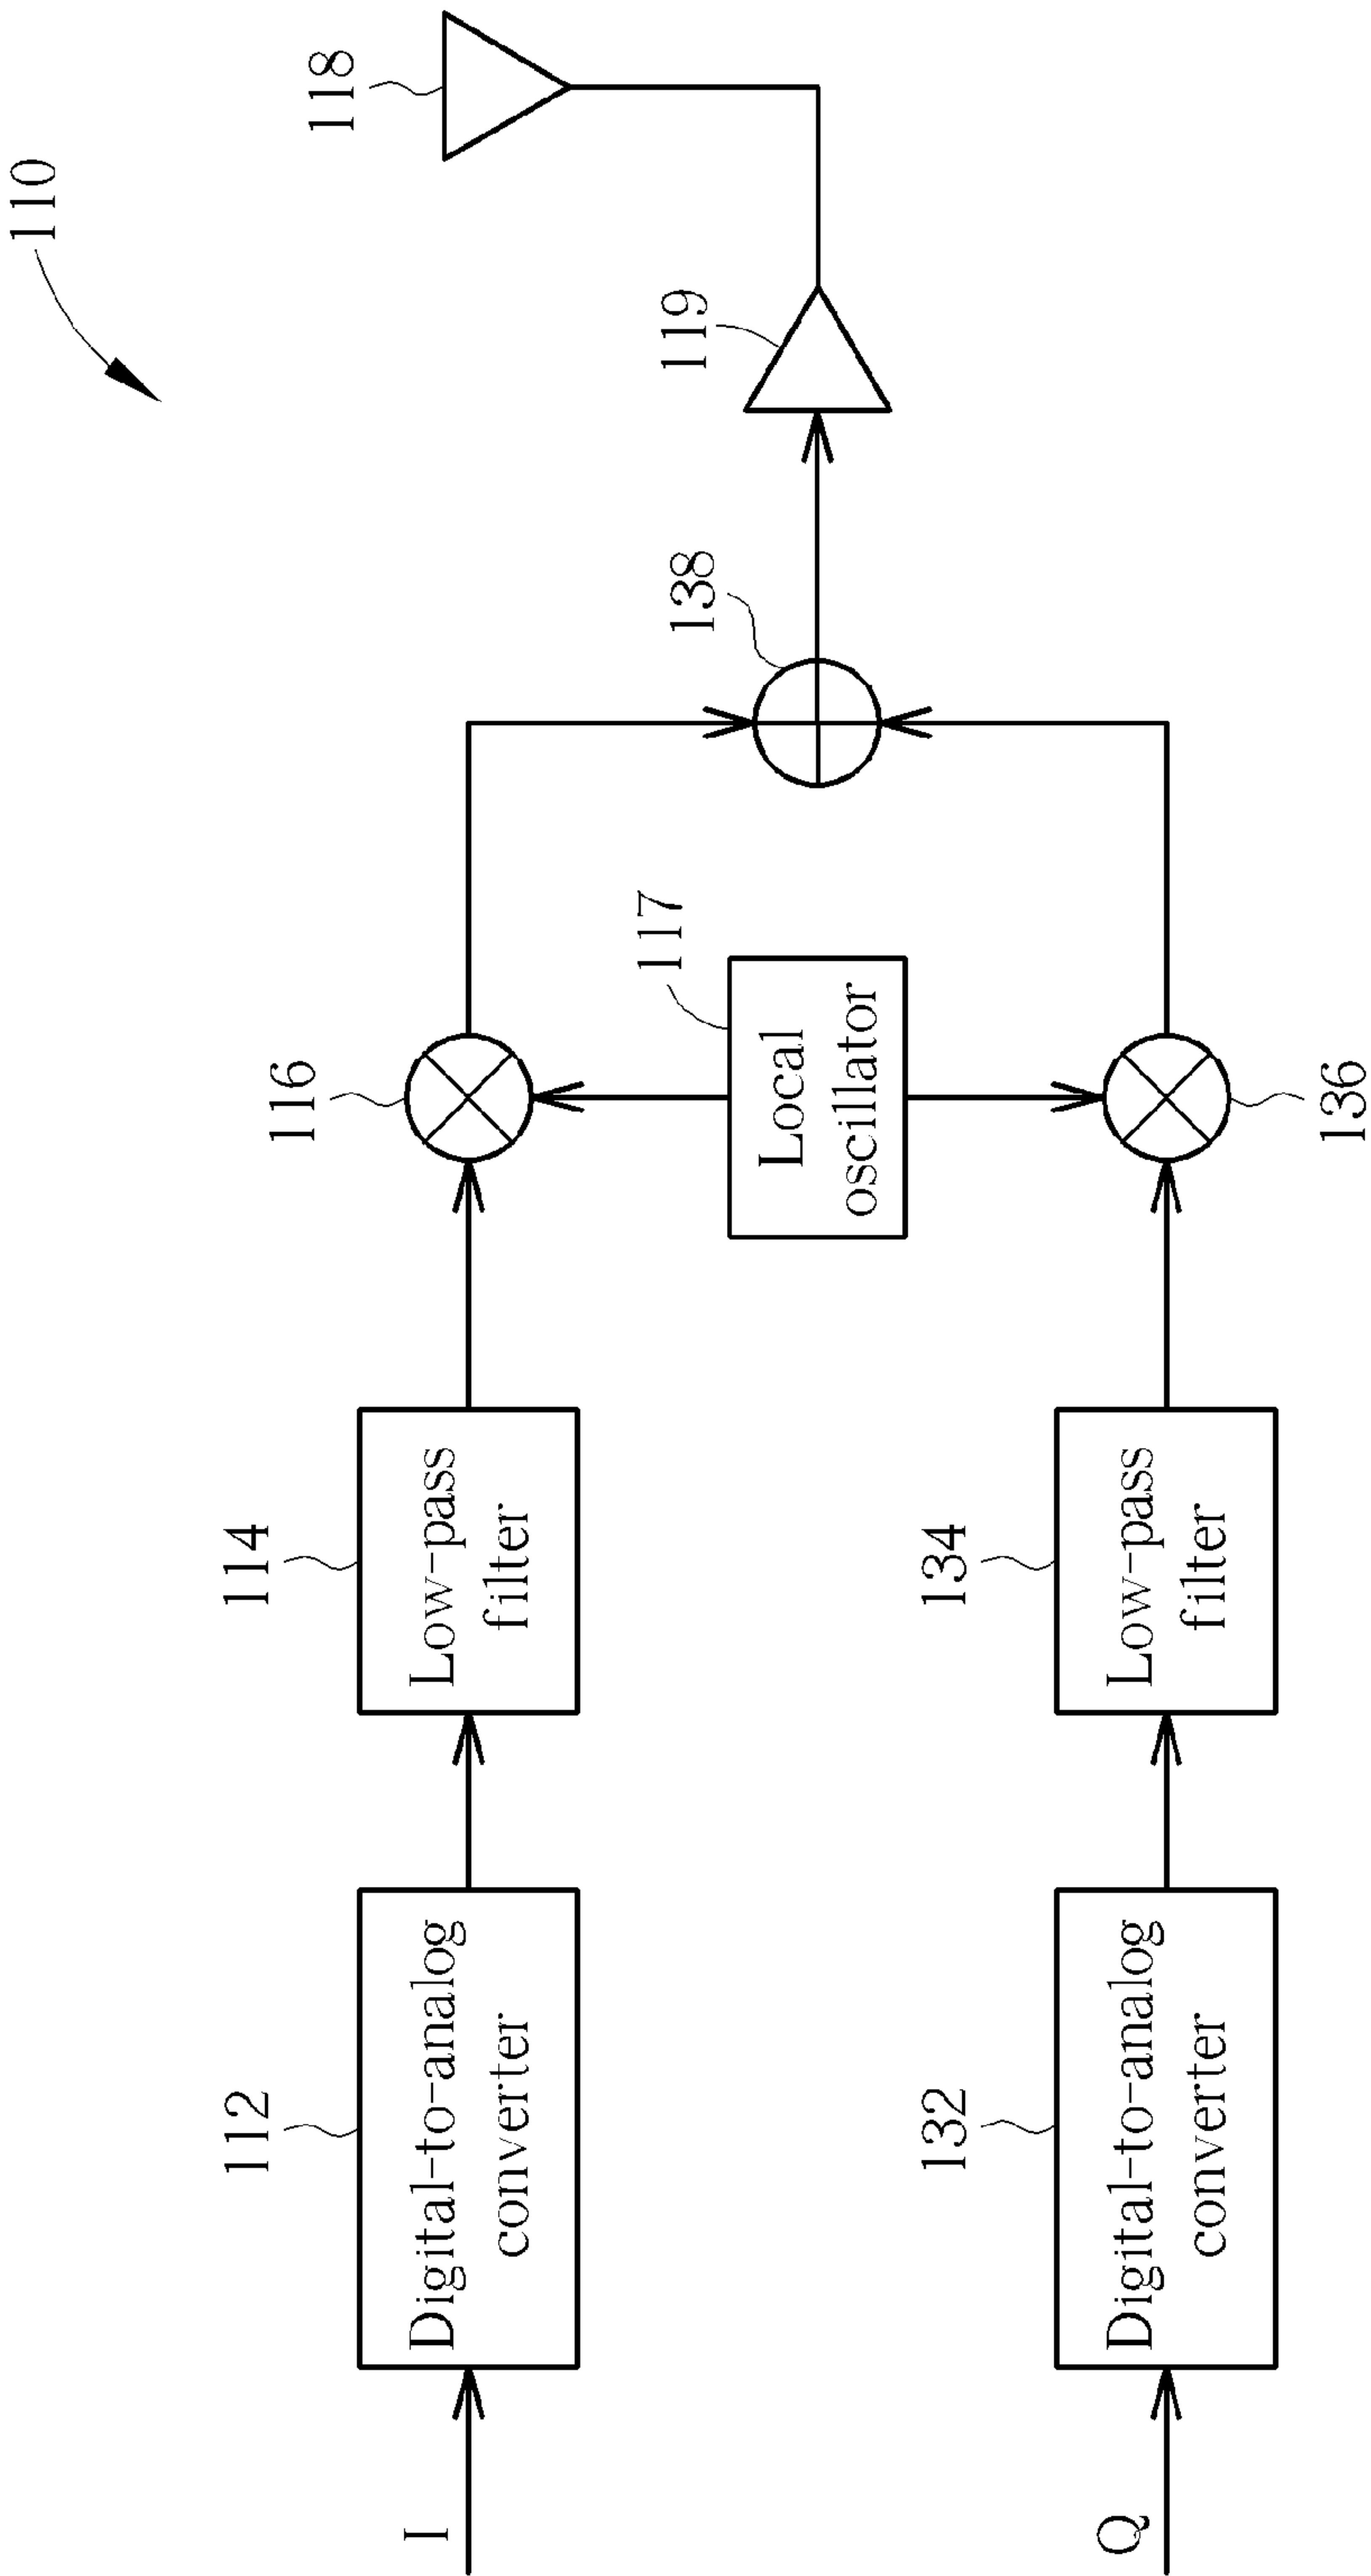 110
118
119
138
116
117
Local
oscillator
136
114
Low-pass
filter
134
Low-pass
filter
112
Digital-to-analog
converter
132
Digital-to-analog
converter
I
Q